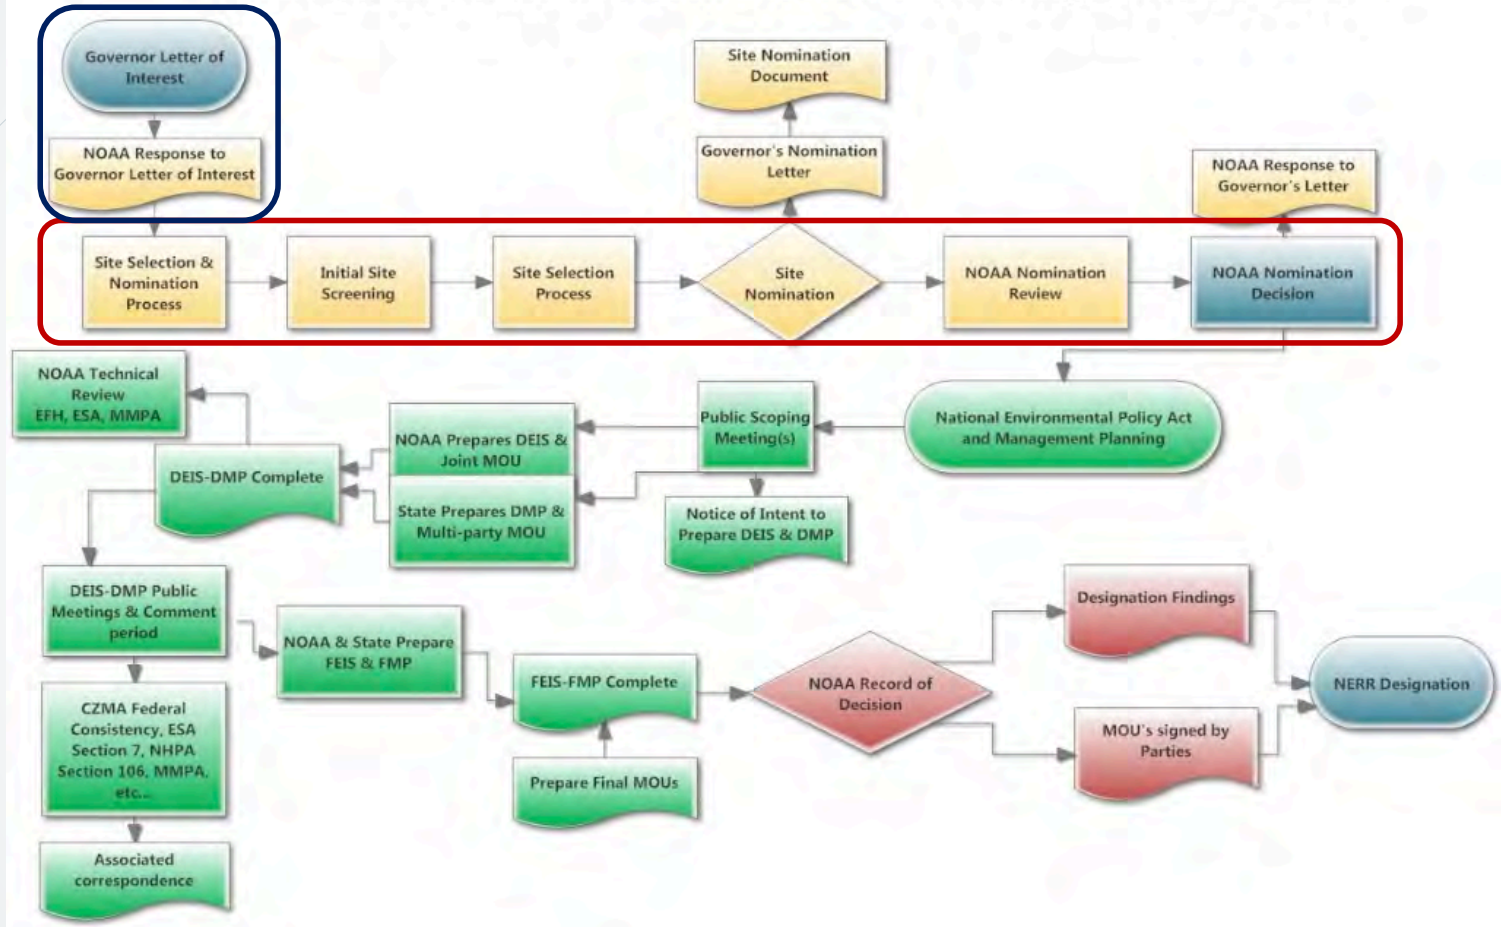 Governor Letter of
Interest
NOAA Response to
Governor Letter of Interest
Site Nomination
Document
Governor's Nomination
Letter
NOAA Response to
Governor's Letter
Site Selection &
Nomination
Process
Initial Site
Screening
Site Selection
Process
Site
Nomination
NOAA Nomination
Review
NOAA Nomination
Decision
National Environmental Policy Act
and Management Planning
Public Scoping
Meeting(s)
Notice of Intent to
Prepare DEIS & DMP
NOAA Prepares DEIS &
Joint MOU
State Prepares DMP &
Multi-party MOU
DEIS-DMP Complete
NOAA Technical
Review
EFH, ESA, MMPA
DEIS-DMP Public
Meetings & Comment
period
CZMA Federal
Consistency, ESA
Section 7, NHPA
Section 106, MMPA,
etc...
Associated
correspondence
NOAA & State Prepare
FEIS & FMP
FEIS-FMP Complete
Prepare Final MOUs
NOAA Record of
Decision
Designation Findings
MOU's signed by
Parties
NERR Designation